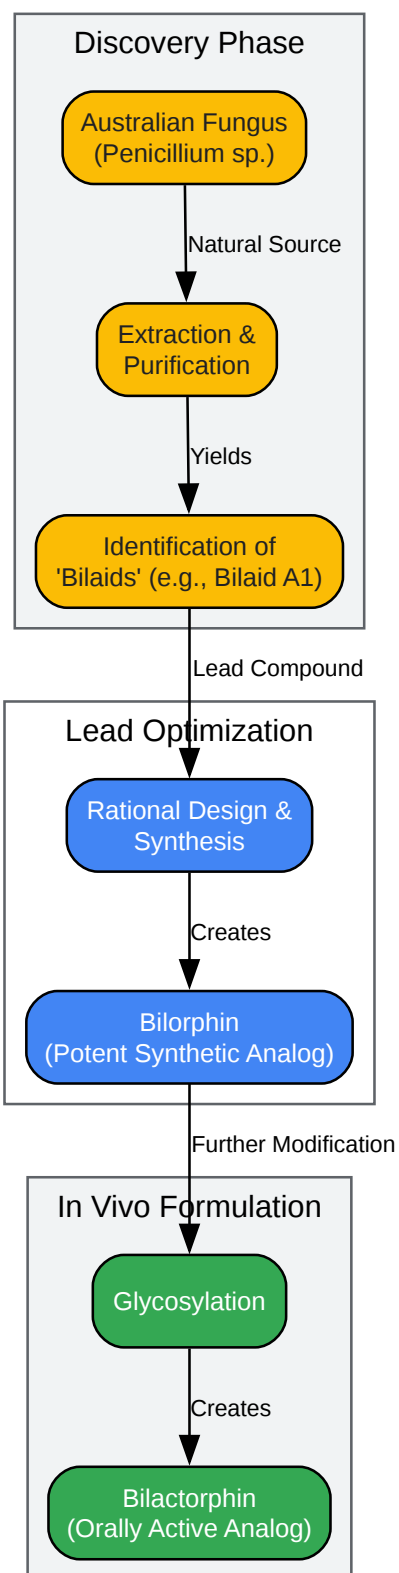 Discovery Phase
Australian Fungus
(Penicillium sp.)
Natural Source
Extraction &
Purification
Yields
Identification of
'Bilaids' (e.g., Bilaid A1)
Lead Compound
Lead Optimization
Rational Design &
Synthesis
Creates
Bilorphin
(Potent Synthetic Analog)
Further Modification
In Vivo Formulation
Glycosylation
Creates
Bilactorphin
(Orally Active Analog)